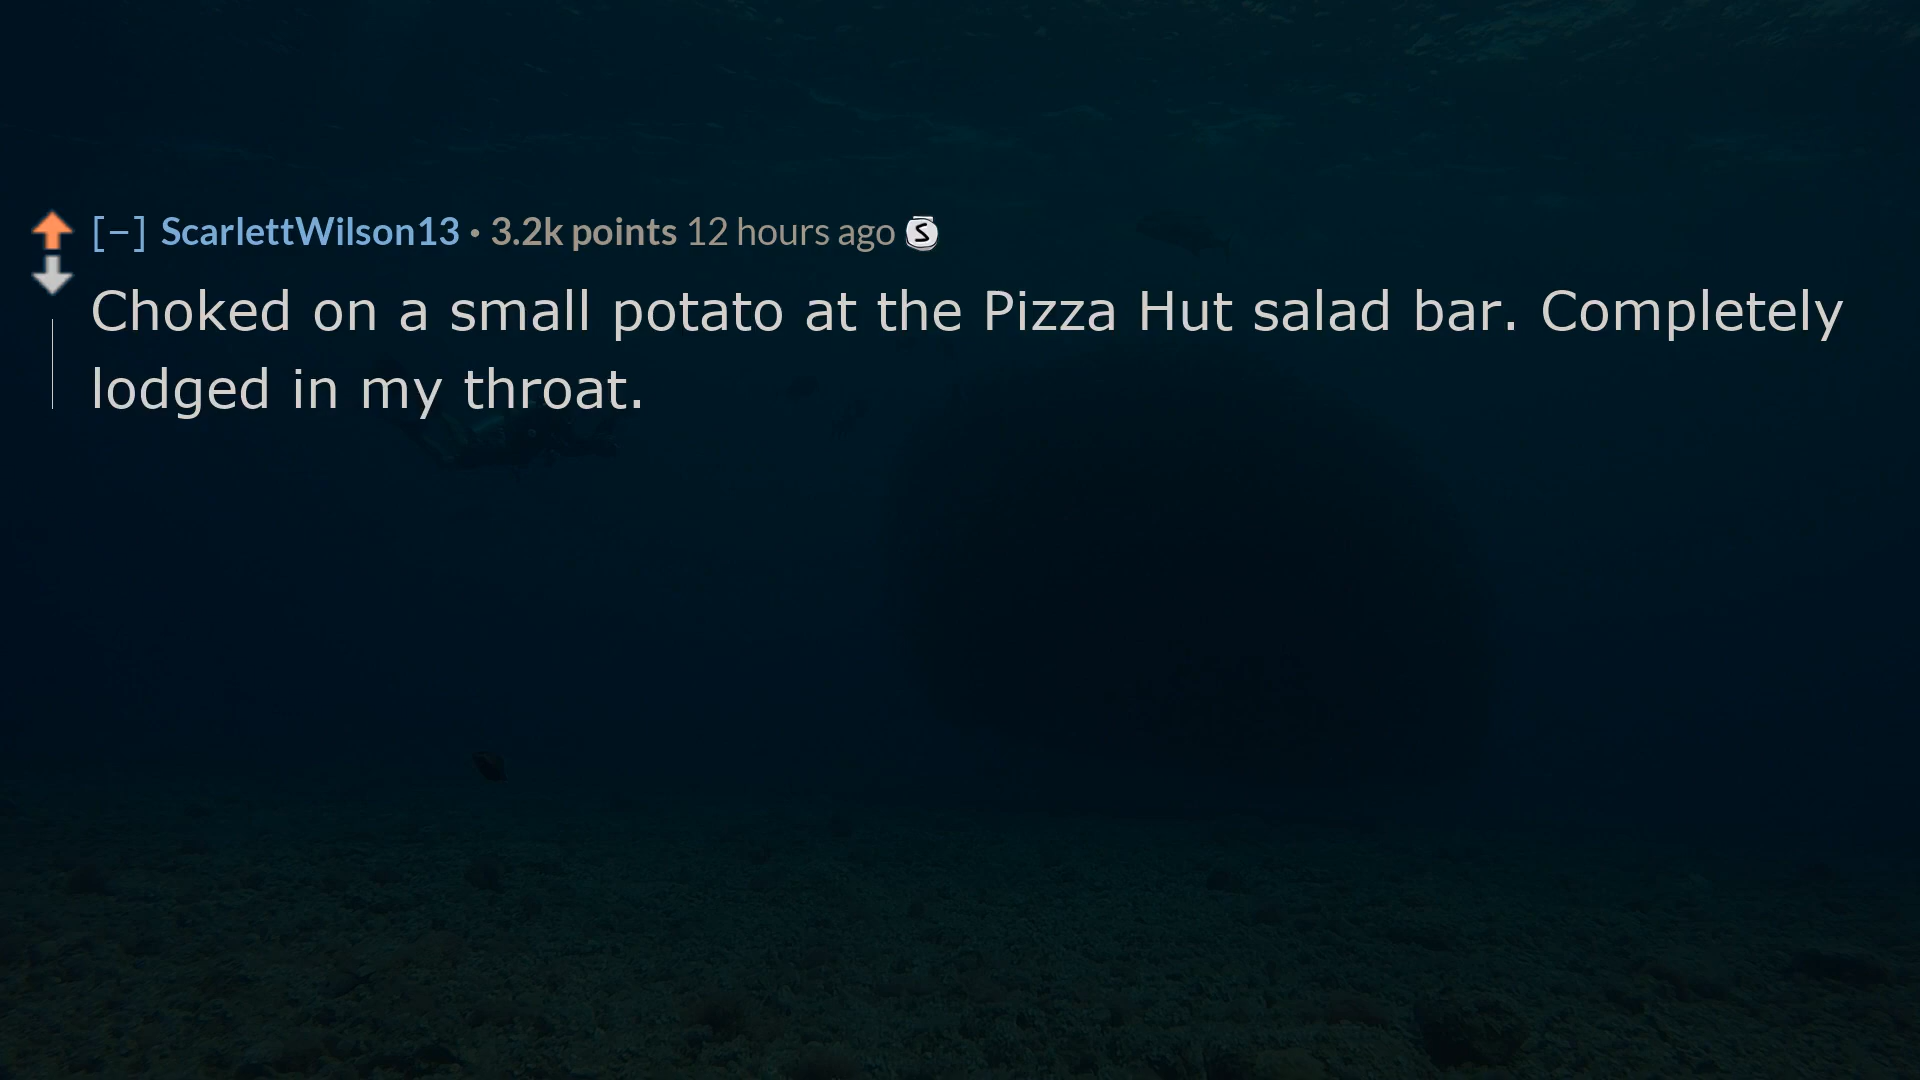 [–] ScarlettWilson13 · 3.2k points 12 hours ago S
Choked on a small potato at the Pizza Hut salad bar. Completely
lodged in my throat.